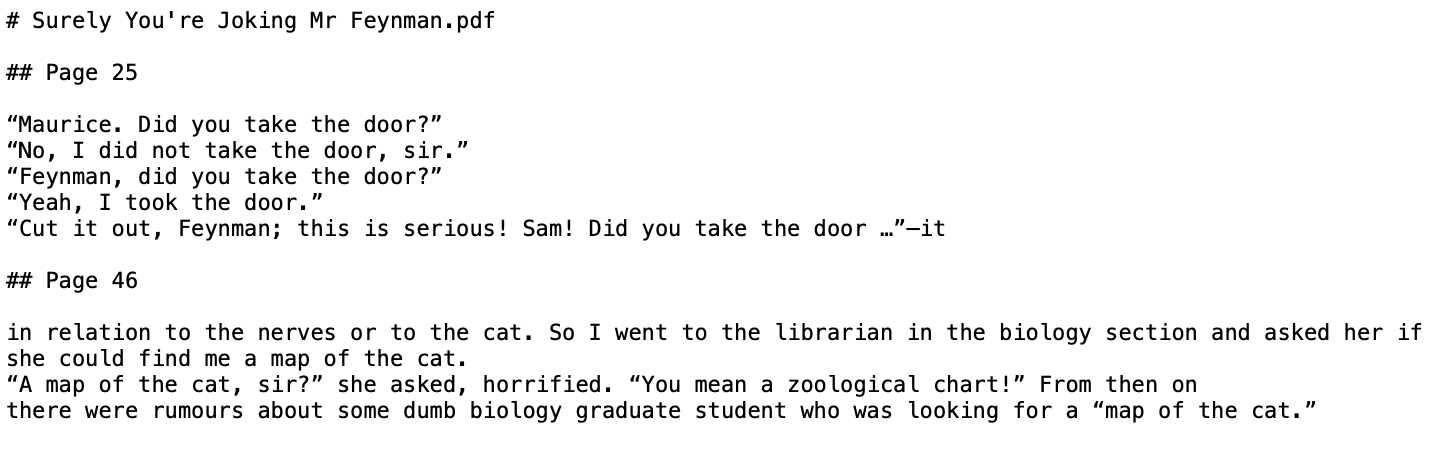 # Surely You're Joking Mr Feynman.pdf
## Page 25
“Maurice. Did you take the door?”
“No, I did not take the door, sir.”
“Feynman, did you take the door?”
“Yeah, I took the door.”
“Cut it out, Feynman; this is serious! Sam! Did you take the door …”—it
## Page 46
in relation to the nerves or to the cat. So I went to the librarian in the biology section and asked her if
she could find me a map of the cat.
“A map of the cat, sir?” she asked, horrified. “You mean a zoological chart!” From then on
there were rumours about some dumb biology graduate student who was looking for a “map of the cat.”